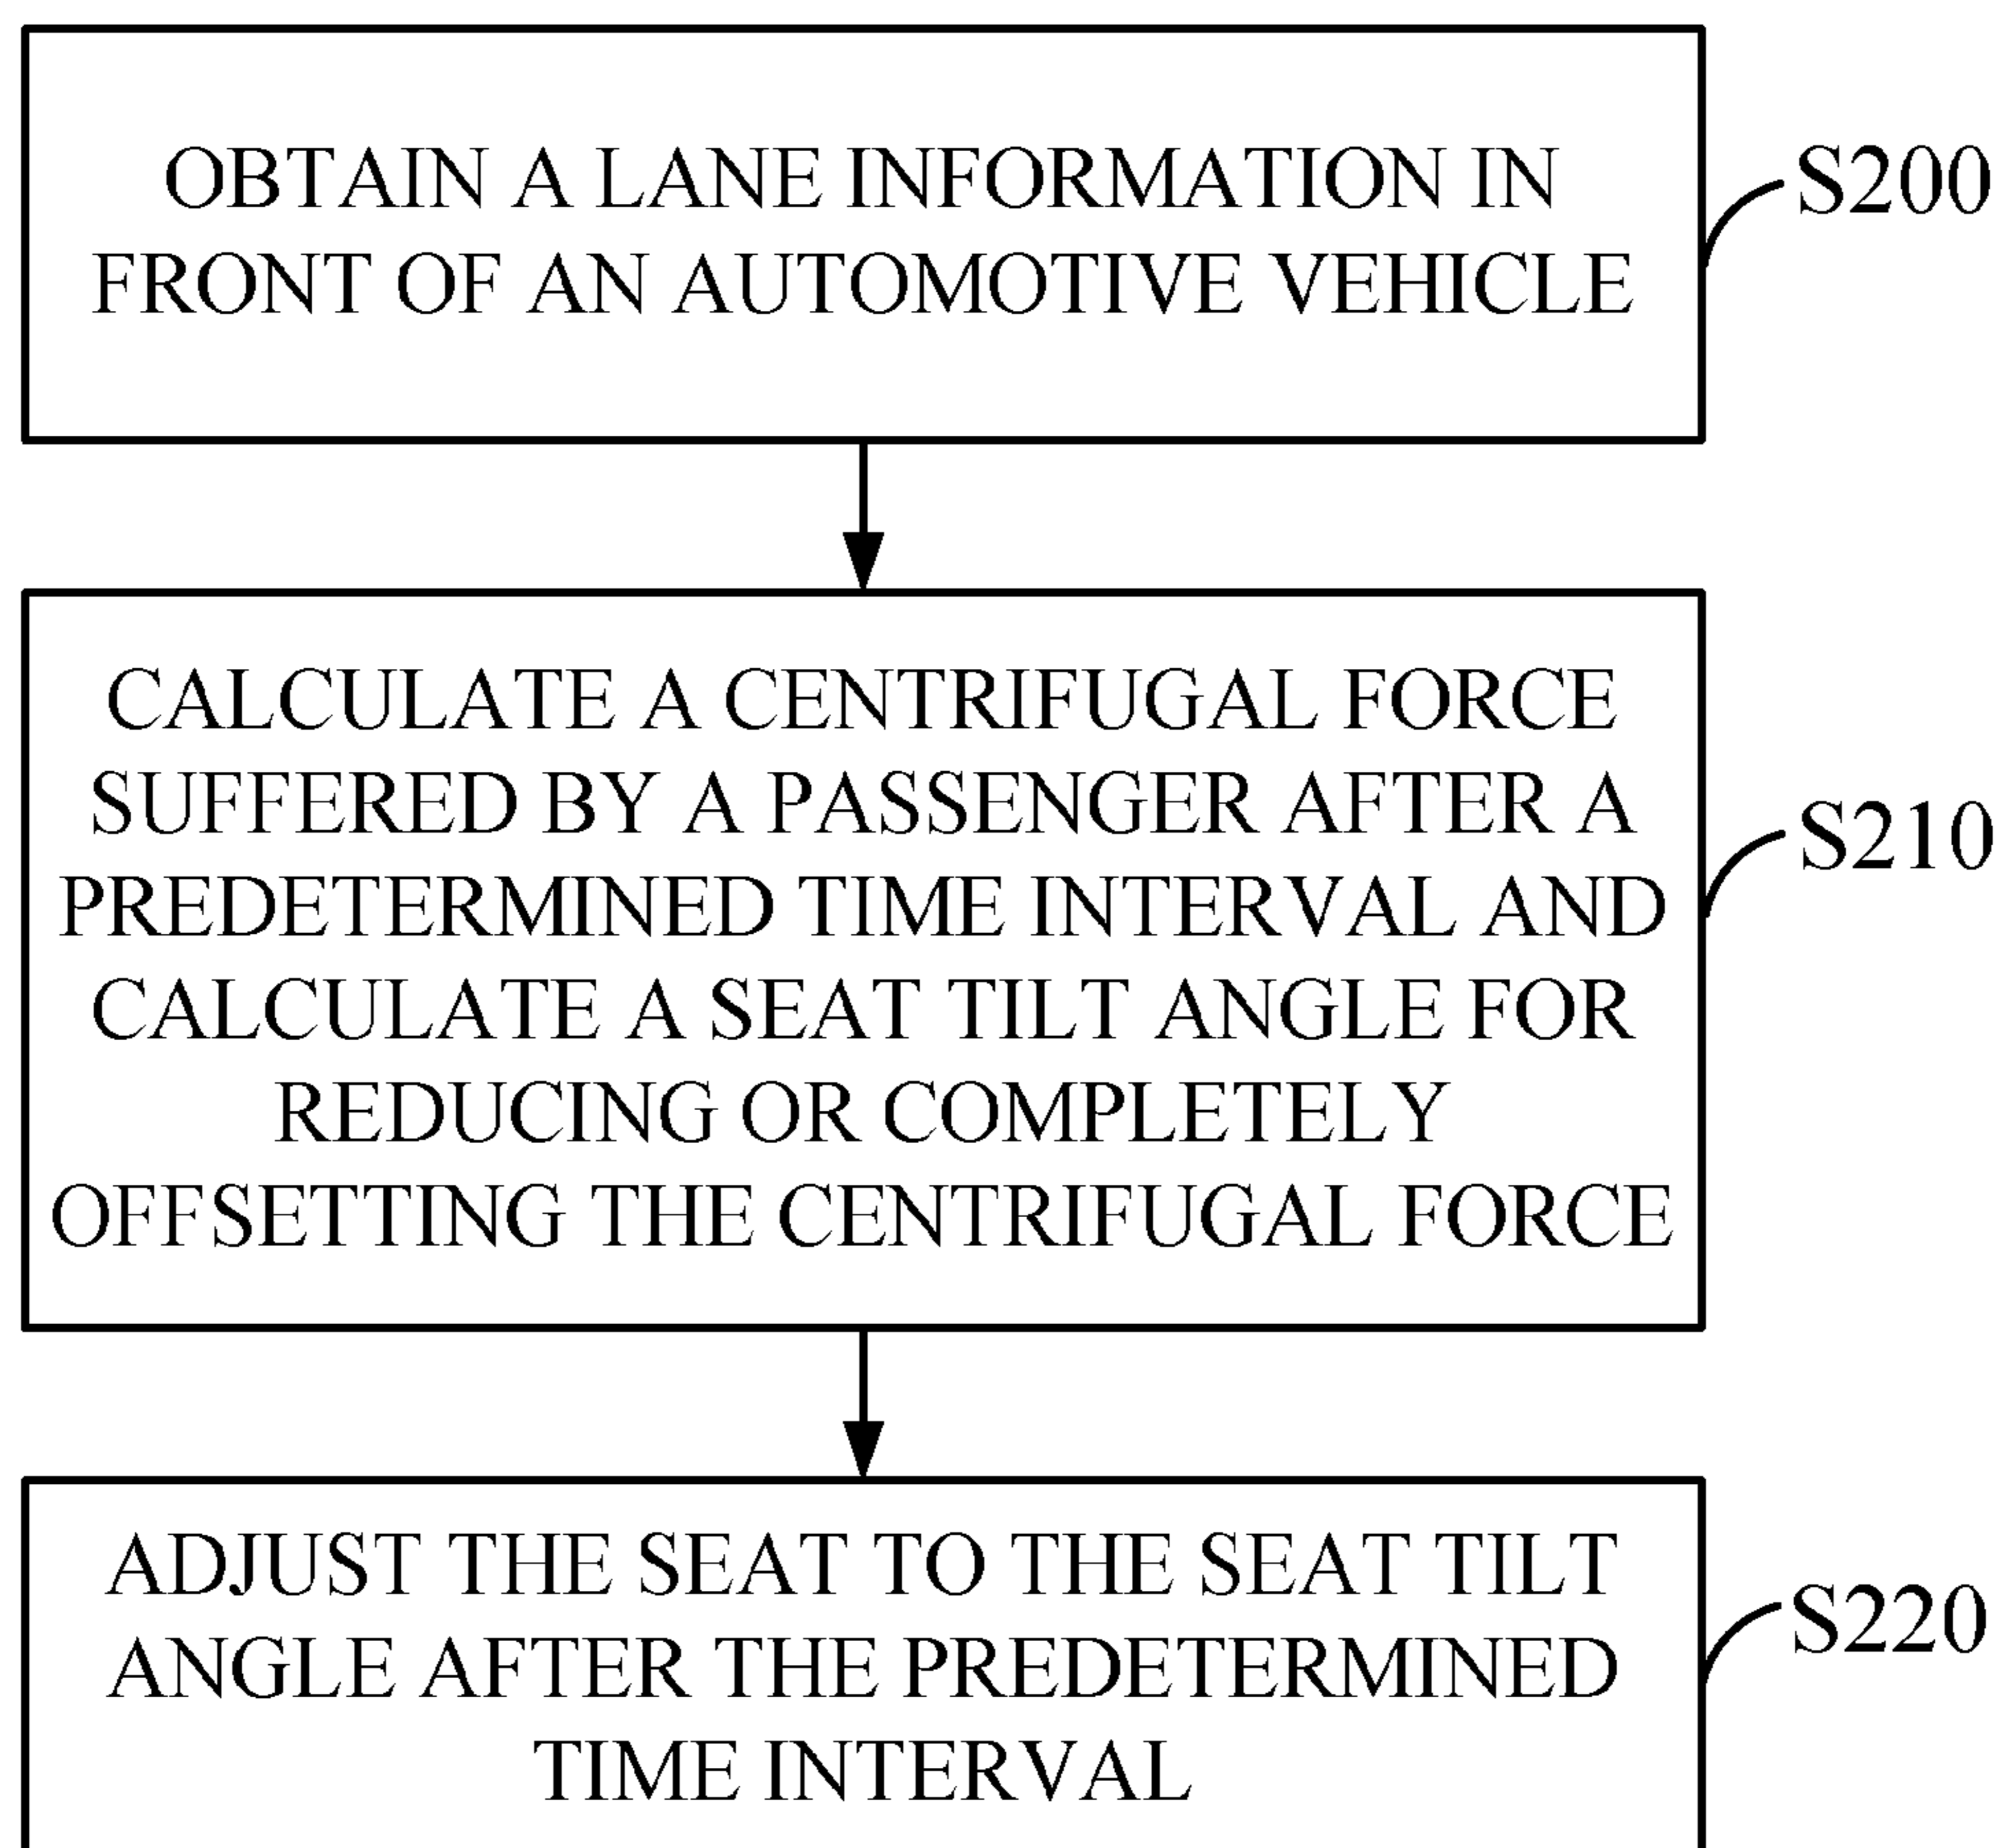 OBTAIN A LANE INFORMATION IN
FRONT OF AN AUTOMOTIVE VEHICLE
S200
CALCULATE A CENTRIFUGAL FORCE
SUFFERED BY A PASSENGER AFTER A
PREDETERMINED TIME INTERVAL AND
CALCULATE A SEAT TILT ANGLE FOR
REDUCING OR COMPLETELY
OFFSETTING THE CENTRIFUGAL FORCE
S210
ADJUST THE SEAT TO THE SEAT TILT
ANGLE AFTER THE PREDETERMINED
TIME INTERVAL
S220